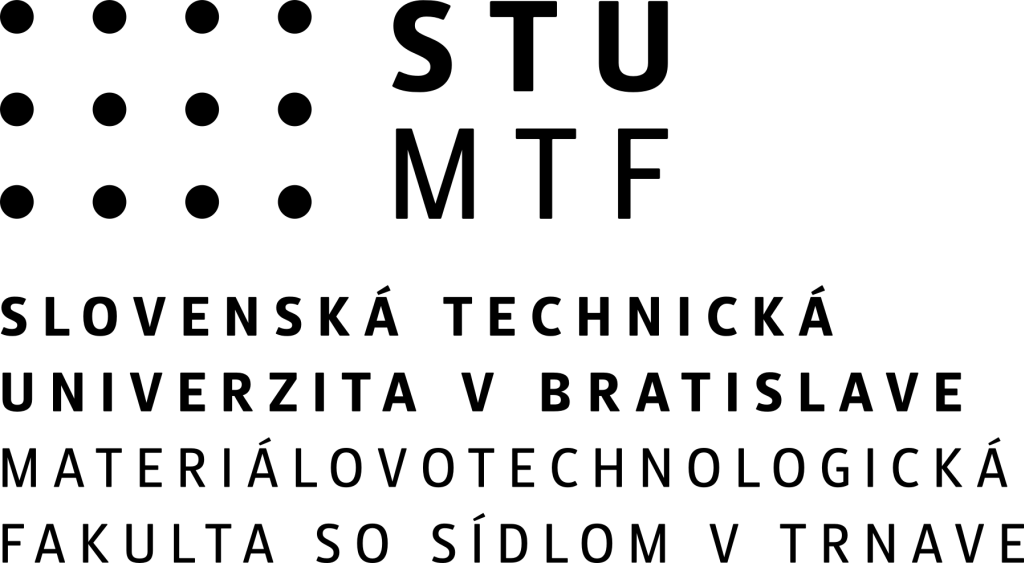 STU
MTF
SLOVENSKÁ TECHNICKÁ
UNIVERZITA V BRATISLAVE
MATERIÁLOVOTECHNOLOGICKÁ
FAKULTA SO SÍDLOM V TRNAVE